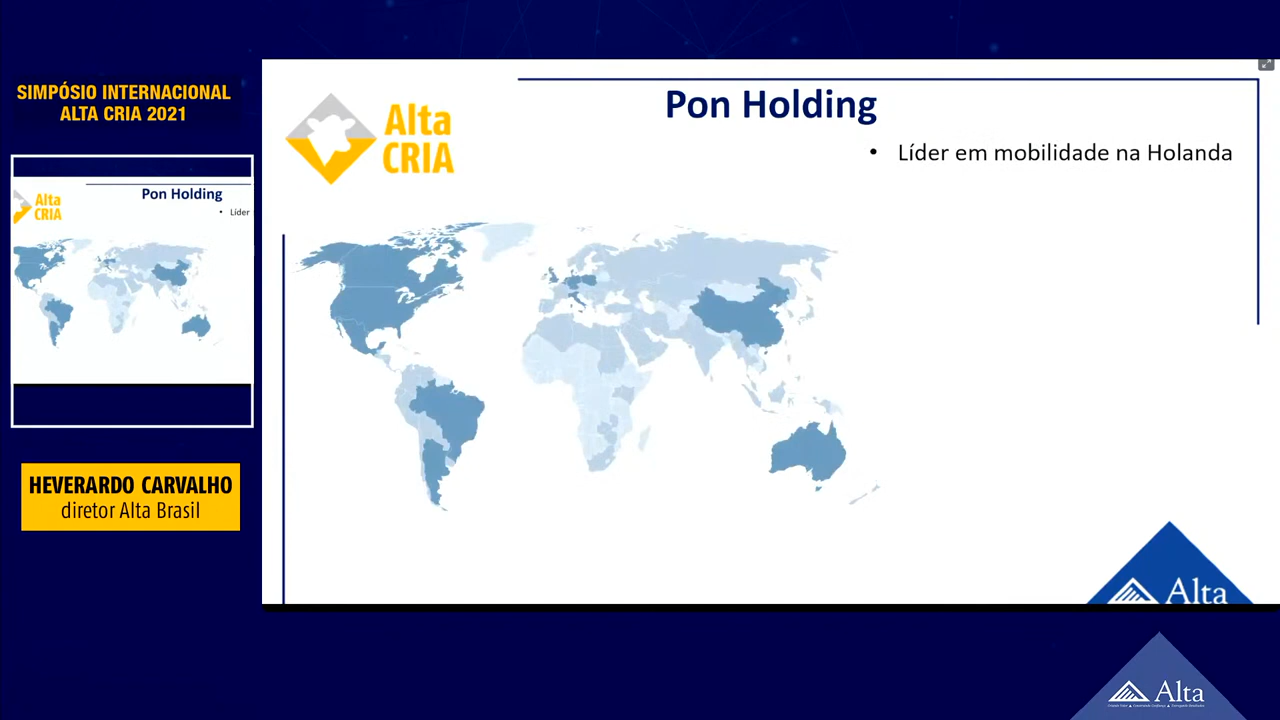 SIMPÓSIO INTERNACIONAL
ALTA CRIA 2021
Alta
CRIA
Pon Holding
• Líder em mobilidade na Holanda
Alta
CRIA
Pon Holding
• Líder
HEVERARDO CARVALHO
diretor Alta Brasil
Alta
Alta